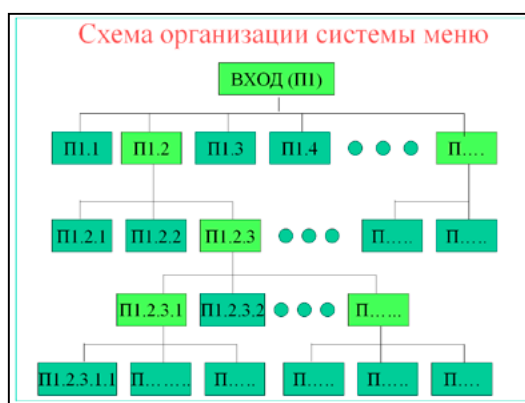 Схема организации системы меню
ВХОД (П1)
П1.1 П1.2 П1.3 П1.4 П….
П1.2.1 П1.2.2 П1.2.3 П….. П…..
П1.2.3.1 П1.2.3.2 П……
П1.2.3.1.1 П…….. П….. П….. П….. П….